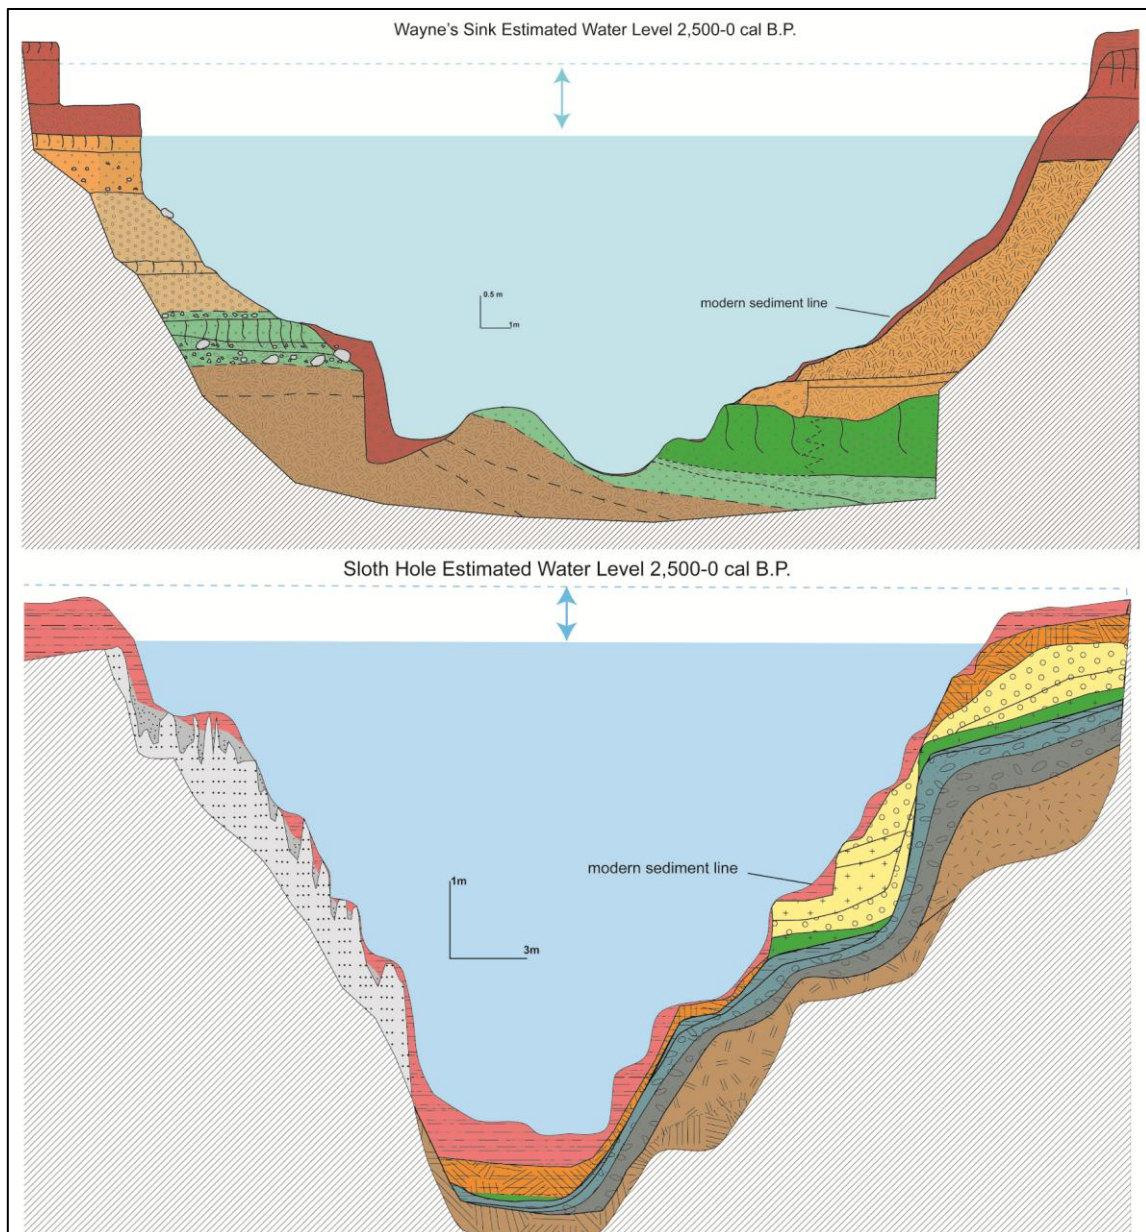 Wayne's Sink Estimated Water Level 2,500-0 cal B.P.
0.5 m
1m
modern sediment line
Sloth Hole Estimated Water Level 2,500-0 cal B.P.
modern sediment line
1m
3m